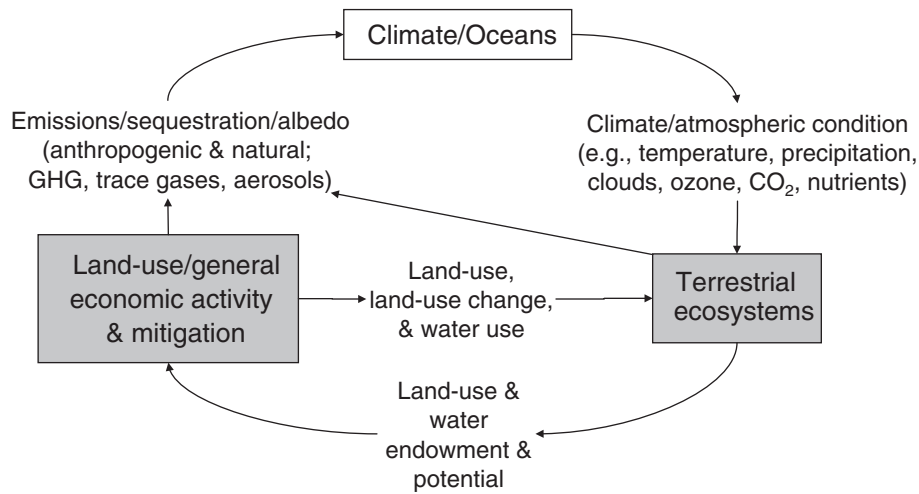 Climate/Oceans
Emissions/sequestration/albedo
(anthropogenic & natural;
GHG, trace gases, aerosols)
Climate/atmospheric condition
(e.g., temperature, precipitation,
clouds, ozone, CO₂, nutrients)
Land-use/general
economic activity
& mitigation
Land-use,
land-use change,
& water use
Terrestrial
ecosystems
Land-use &
water
endowment &
potential